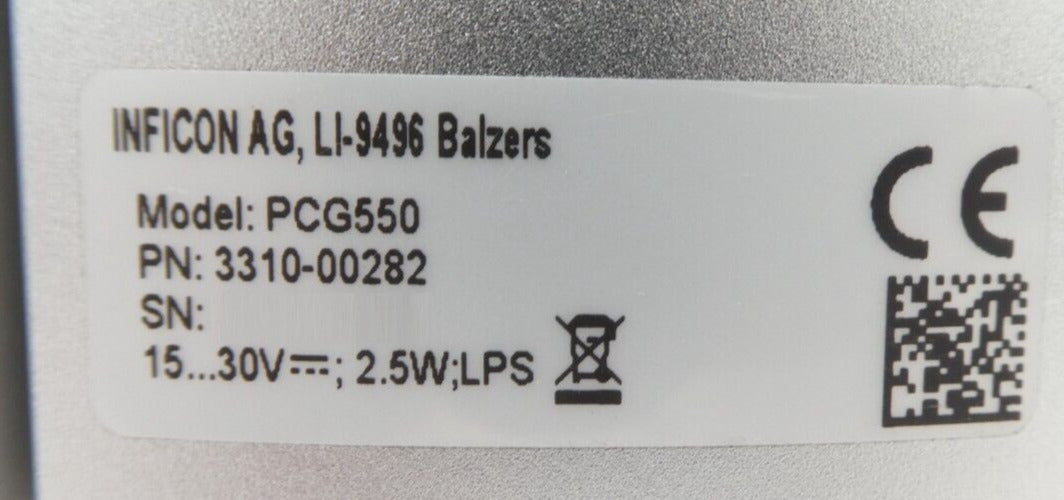 INFICON AG, LI-9496 Balzers
Model: PCG550
PN: 3310-00282
SN:
15...30V⎓; 2.5W;LPS
CE